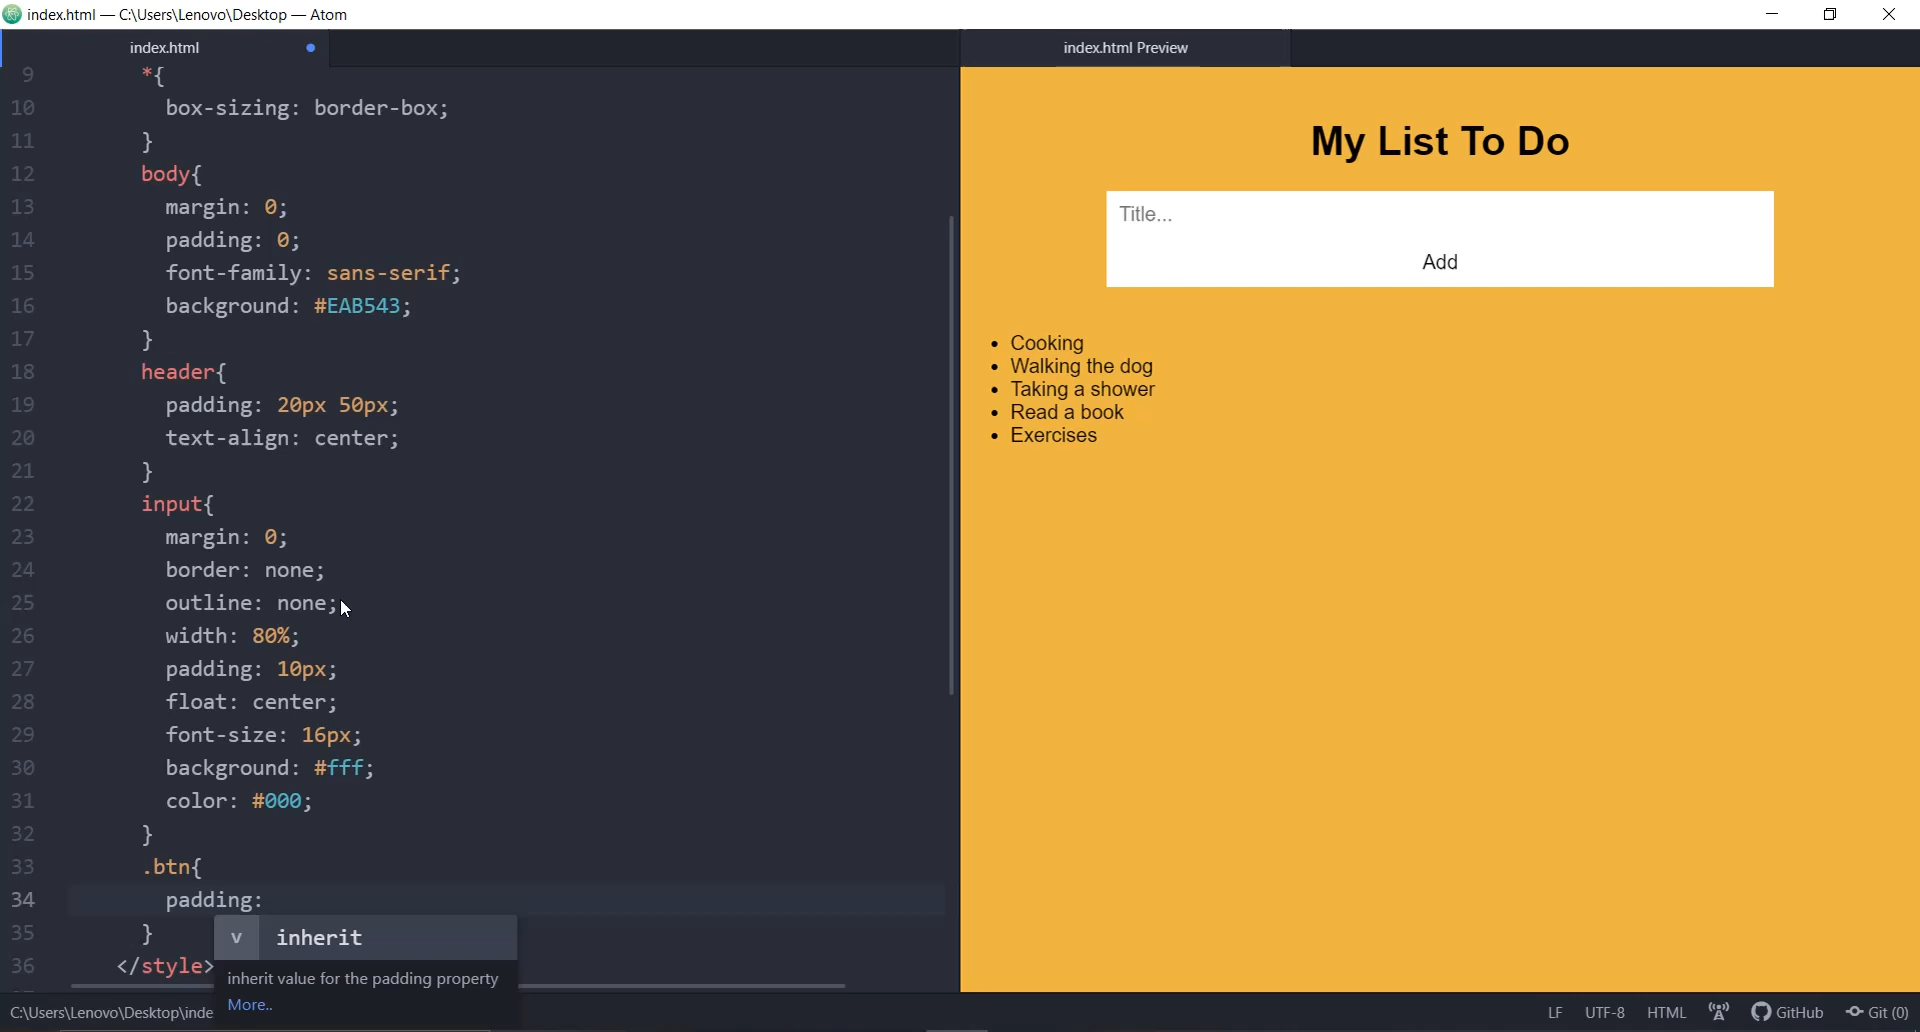 index.html — C:\Users\Lenovo\Desktop — Atom
index.html
index.html Preview
9 *{
10 box-sizing: border-box;
11 }
12 body{
13 margin: 0;
14 padding: 0;
15 font-family: sans-serif;
16 background: #EAB543;
17 }
18 header{
19 padding: 20px 50px;
20 text-align: center;
21 }
22 input{
23 margin: 0;
24 border: none;
25 outline: none;
26 width: 80%;
27 padding: 10px;
28 float: center;
29 font-size: 16px;
30 background: #fff;
31 color: #000;
32 }
33 .btn{
34 padding:
35 }
36 </style>
v inherit
inherit value for the padding property
More..
My List To Do
Title...
Add
• Cooking
• Walking the dog
• Taking a shower
• Read a book
• Exercises
C:\Users\Lenovo\Desktop\inde
LF UTF-8 HTML GitHub Git (0)